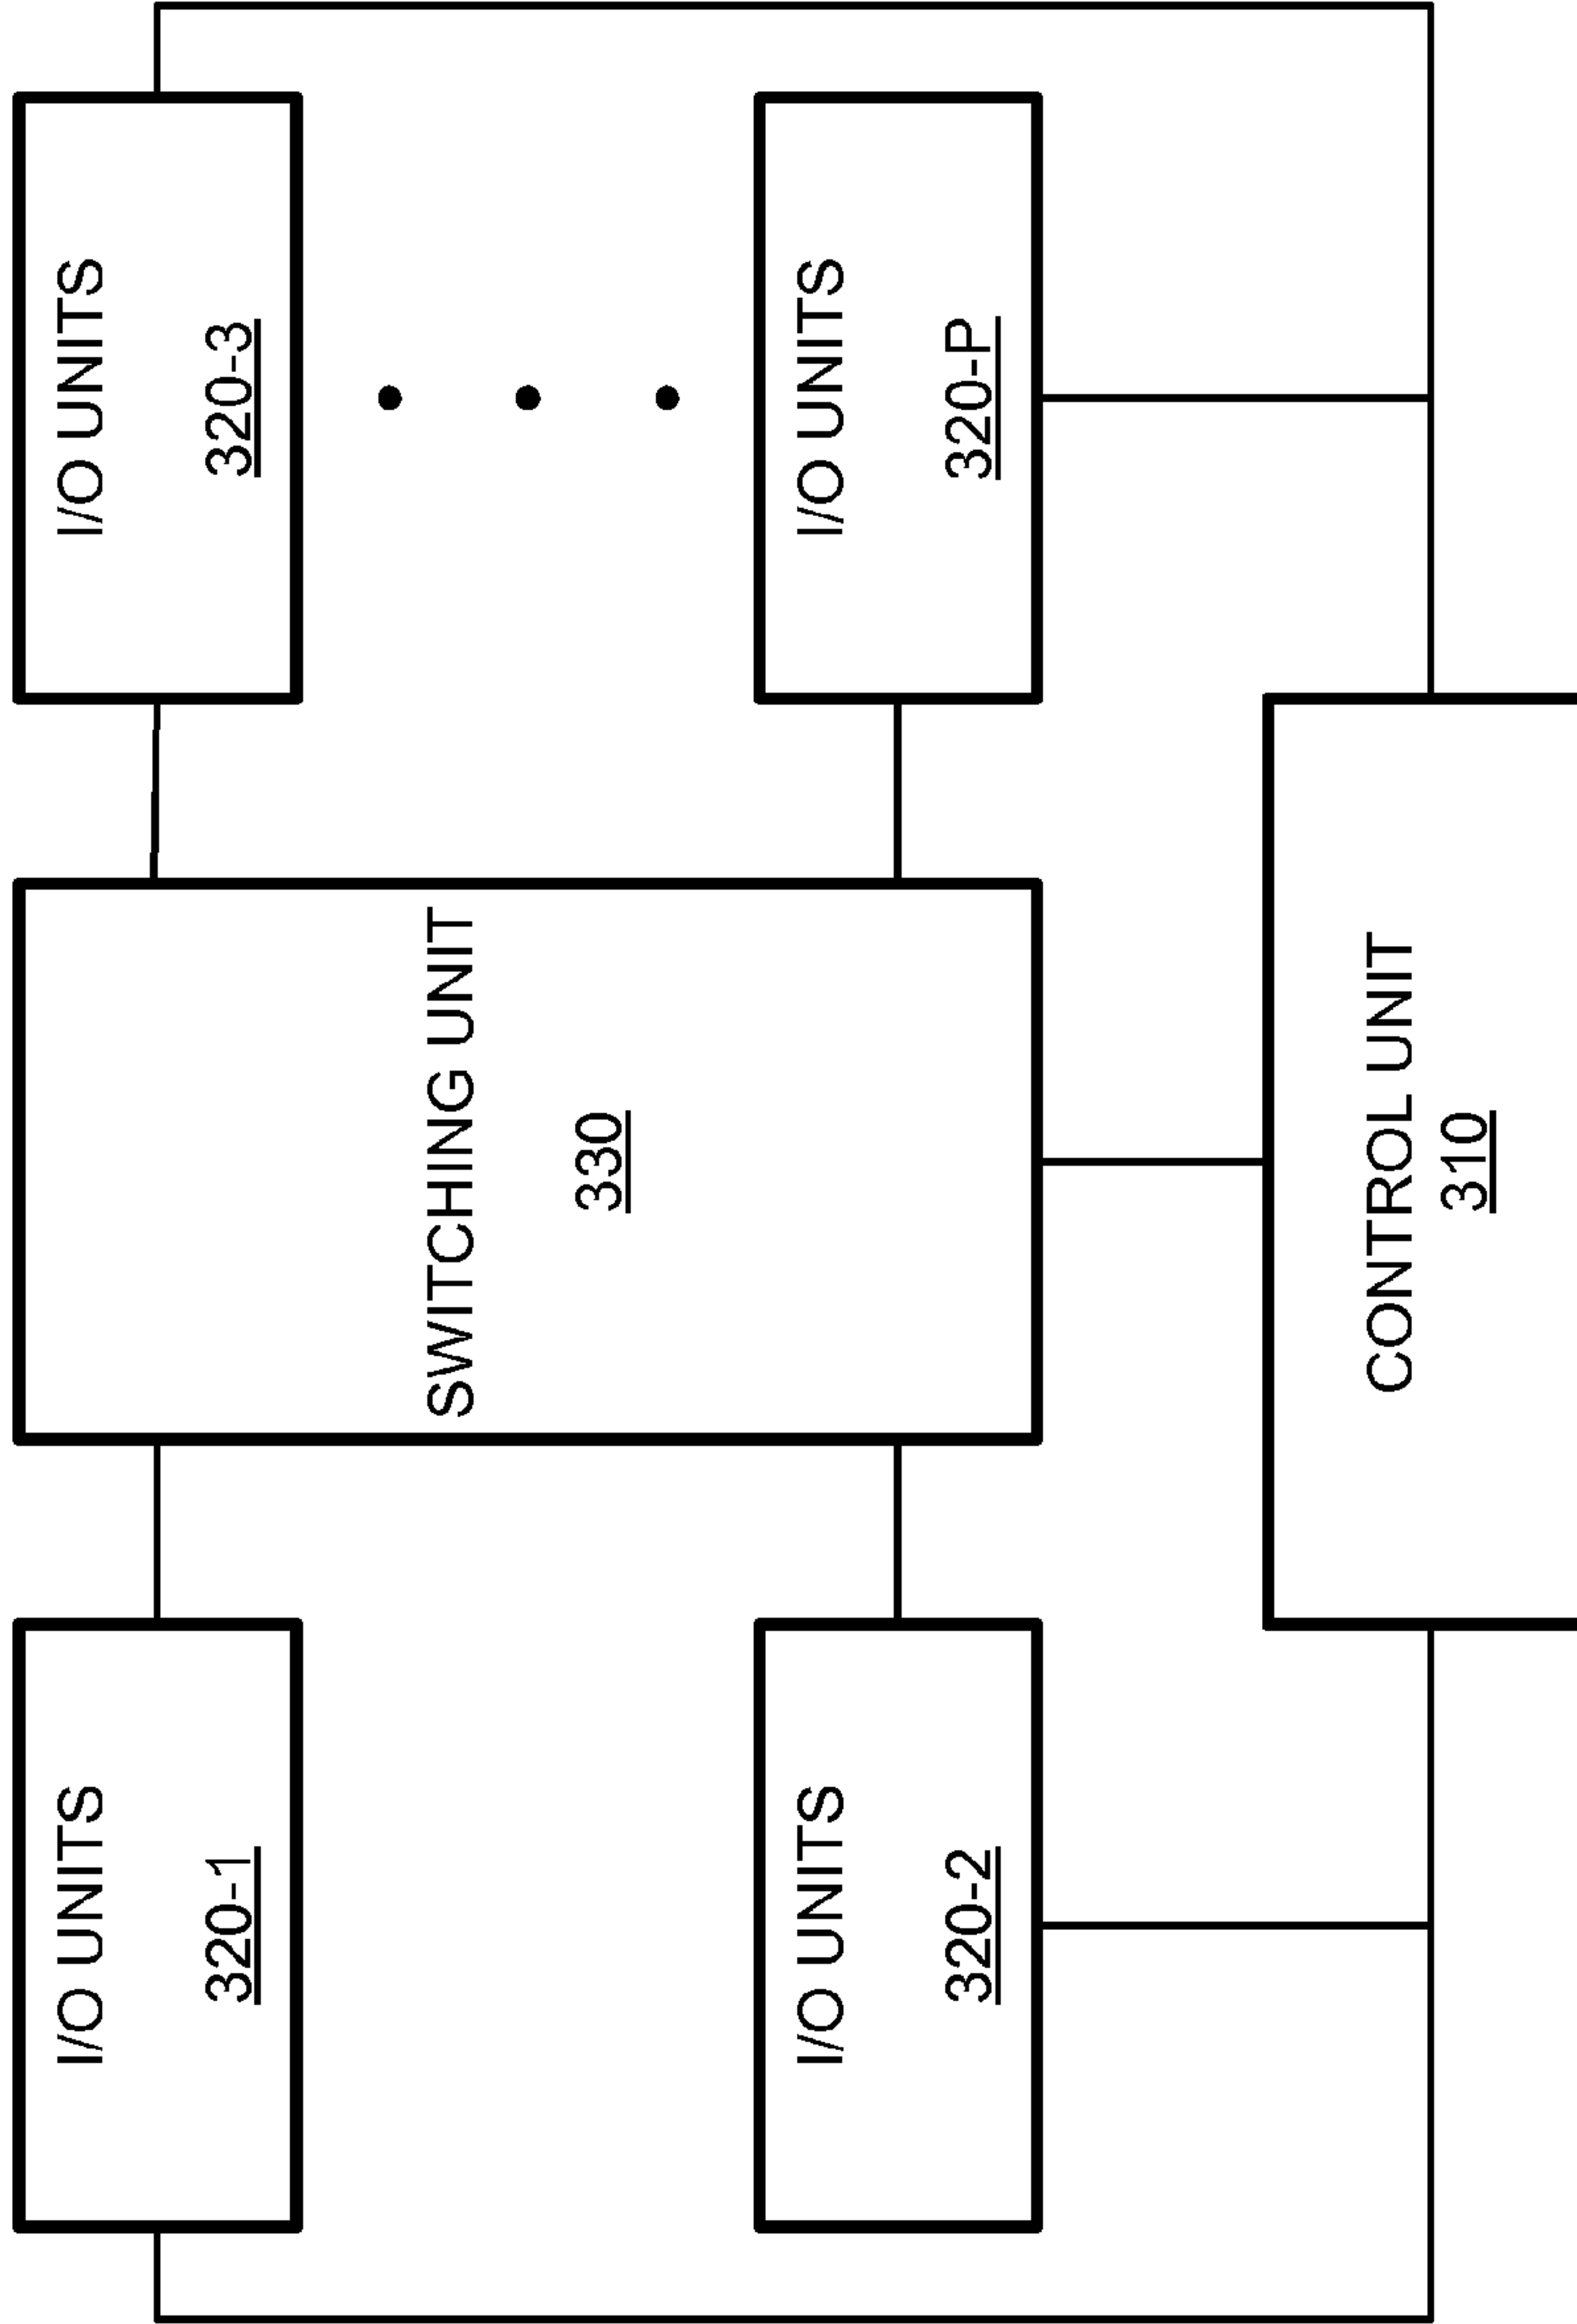 I/O UNITS
320-1
SWITCHING UNIT
330
I/O UNITS
320-3
I/O UNITS
320-2
I/O UNITS
320-P
CONTROL UNIT
310